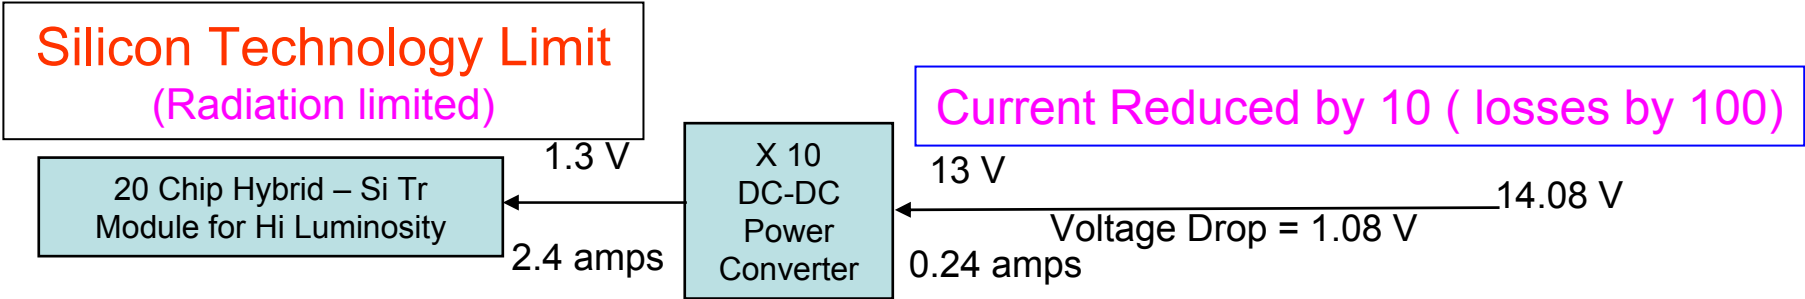 Silicon Technology Limit
(Radiation limited)
Current Reduced by 10 ( losses by 100)
1.3 V
20 Chip Hybrid – Si Tr
Module for Hi Luminosity
2.4 amps
X 10
DC-DC
Power
Converter
13 V
14.08 V
Voltage Drop = 1.08 V
0.24 amps